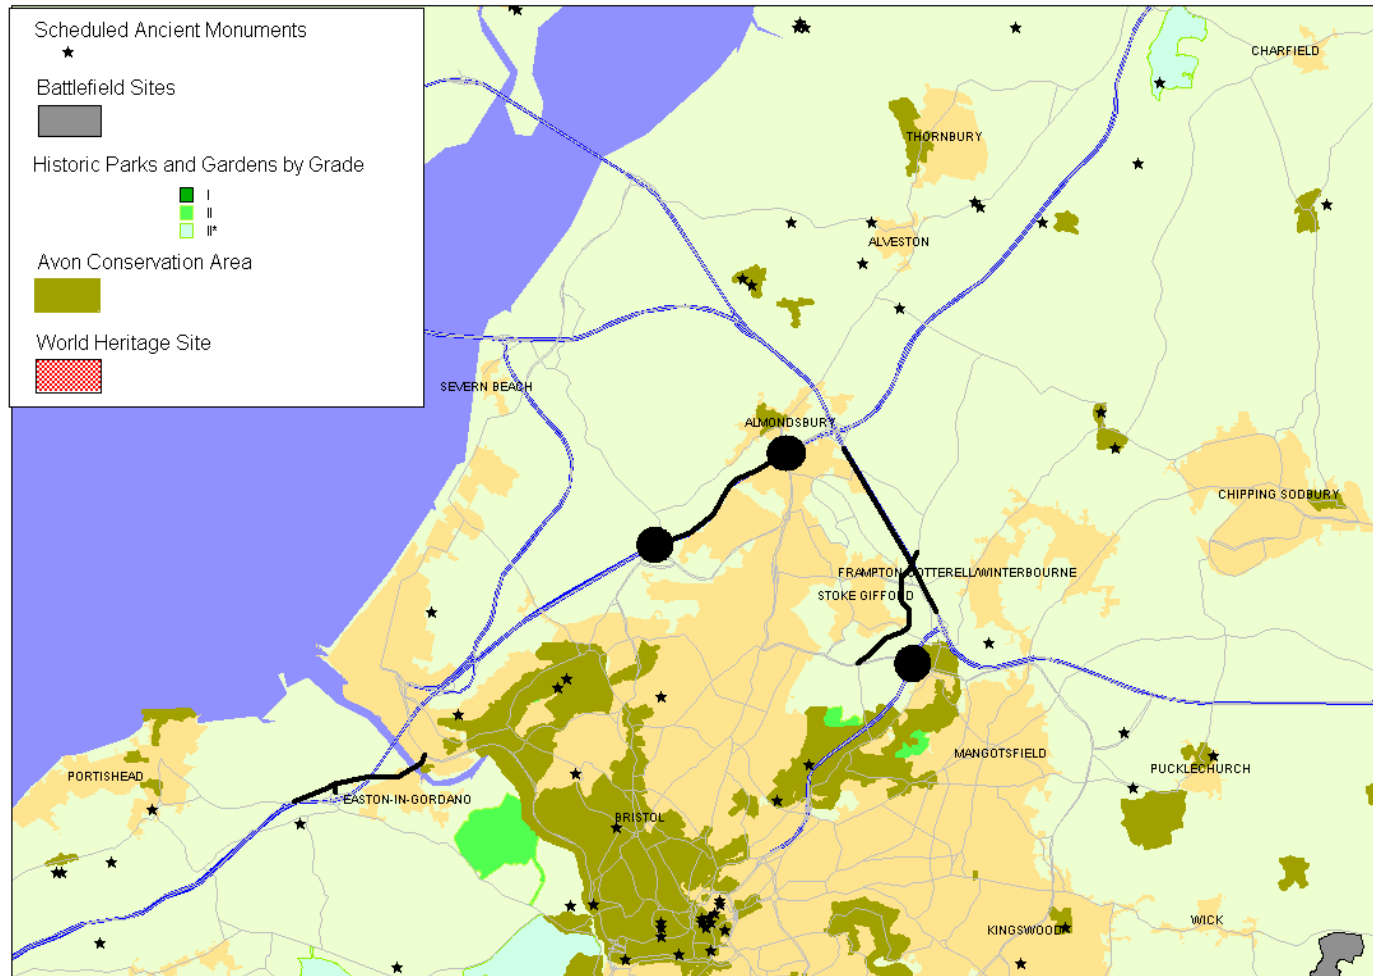 Scheduled Ancient Monuments
Battlefield Sites
Historic Parks and Gardens by Grade
I
II
II*
Avon Conservation Area
World Heritage Site
CHARFIELD
THORNBURY
ALVESTON
SEVERN BEACH
ALMONDSBURY
CHIPPING SODBURY
FRAMPTON COTTERELL/WINTERBOURNE
STOKE GIFFORD
MANGOTSFIELD
PORTISHEAD
PUCKLECHURCH
EASTON-IN-GORDANO
BRISTOL
WICK
KINGSWOOD